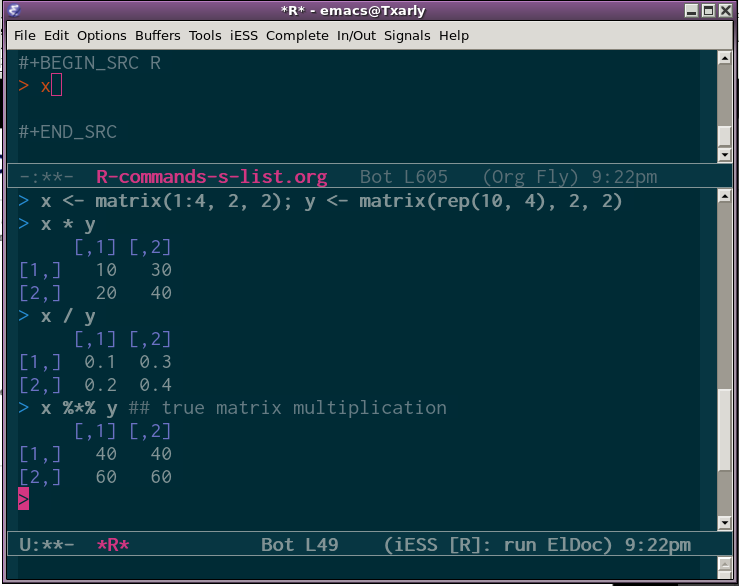 *R* - emacs@Txarly
File Edit Options Buffers Tools iESS Complete In/Out Signals Help
#+BEGIN_SRC R
> x
#+END_SRC
-:**-  R-commands-s-list.org   Bot L605   (Org Fly) 9:22pm
> x <- matrix(1:4, 2, 2); y <- matrix(rep(10, 4), 2, 2)
> x * y
     [,1] [,2]
[1,]   10   30
[2,]   20   40
> x / y
     [,1] [,2]
[1,]  0.1  0.3
[2,]  0.2  0.4
> x %*% y ## true matrix multiplication
     [,1] [,2]
[1,]   40   40
[2,]   60   60
>
U:**-  *R*            Bot L49    (iESS [R]: run ElDoc) 9:22pm